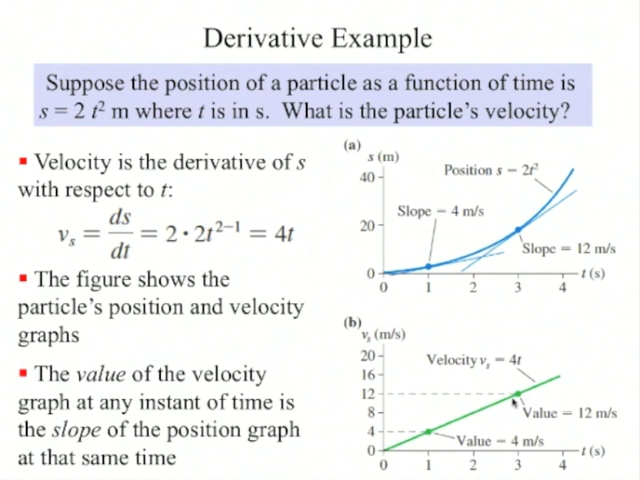 Derivative Example
Suppose the position of a particle as a function of time is
s = 2 t² m where t is in s. What is the particle's velocity?
▪ Velocity is the derivative of s
with respect to t:
vₛ = ds/dt = 2 · 2t²⁻¹ = 4t
▪ The figure shows the
particle's position and velocity
graphs
▪ The value of the velocity
graph at any instant of time is
the slope of the position graph
at that same time
(a)
s (m)
40
20
0
Position s = 2t²
Slope = 4 m/s
Slope = 12 m/s
t (s)
0 1 2 3 4
(b)
vₛ (m/s)
20
16
12
8
4
0
Velocity vₛ = 4t
Value = 12 m/s
Value = 4 m/s
t (s)
0 1 2 3 4